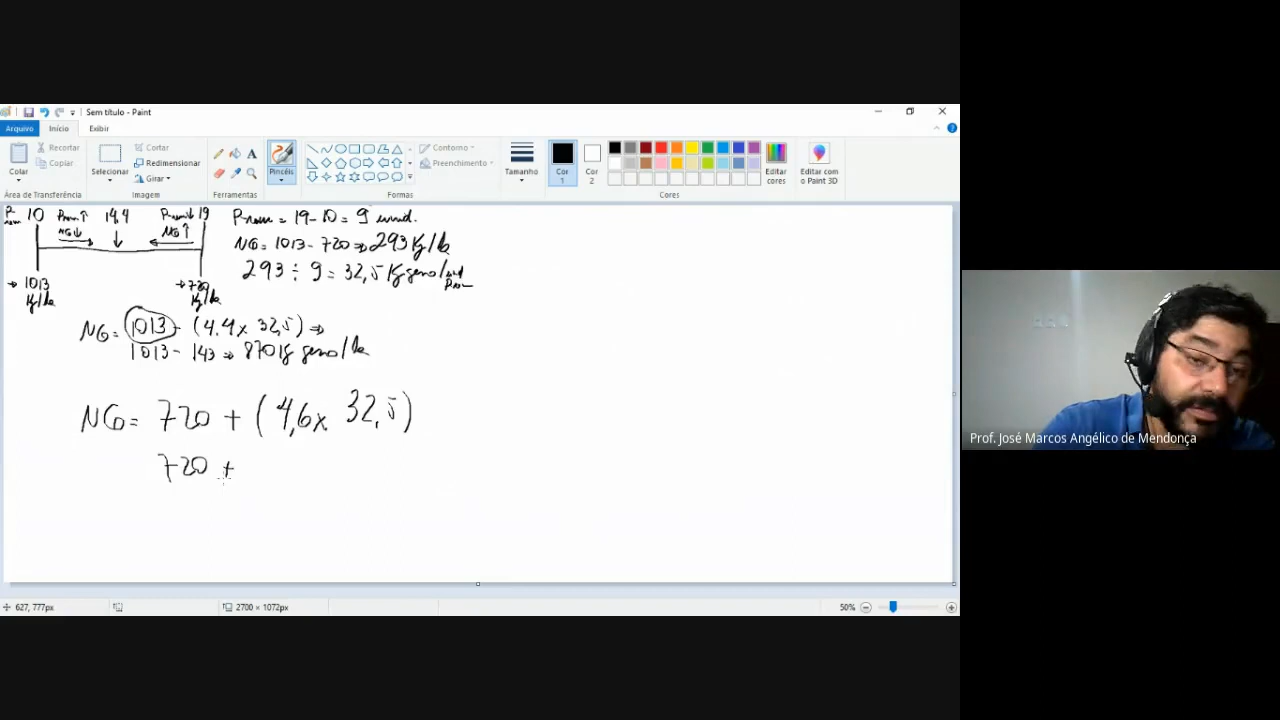 Sem título - Paint
Arquivo Início Exibir
Colar
Recortar
Copiar
Área de Transferência
Selecionar
Cortar
Redimensionar
Girar
Imagem
A
Ferramentas
Pincéis
Contorno
Preenchimento
Formas
Tamanho
Cor 1
Cor 2
Editar cores
Editar com o Paint 3D
Cores
10 Prem↑ 14,4 19
NG↓ NG↑
→ 1013 Kg/ha
→ 720 Kg/ha
= 19-10 = 9 unid.
NG = 1013 - 720 ⇒ 293 Kg/ha
293 ÷ 9 = 32,5 Kg
NG = 1013 - (4.4 x 32,5) ⇒
1013 - 143 ⇒ 870 Kg gesso/ha
NG = 720 + (4,6 x 32,5)
720 +
627, 777px
2700 × 1072px
50%
Prof. José Marcos Angélico de Mendonça